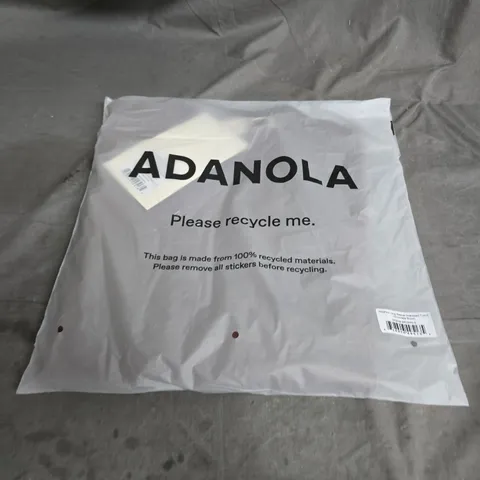 ADANOLA
Please recycle me.
This bag is made from 100% recycled materials.
Please remove all stickers before recycling.